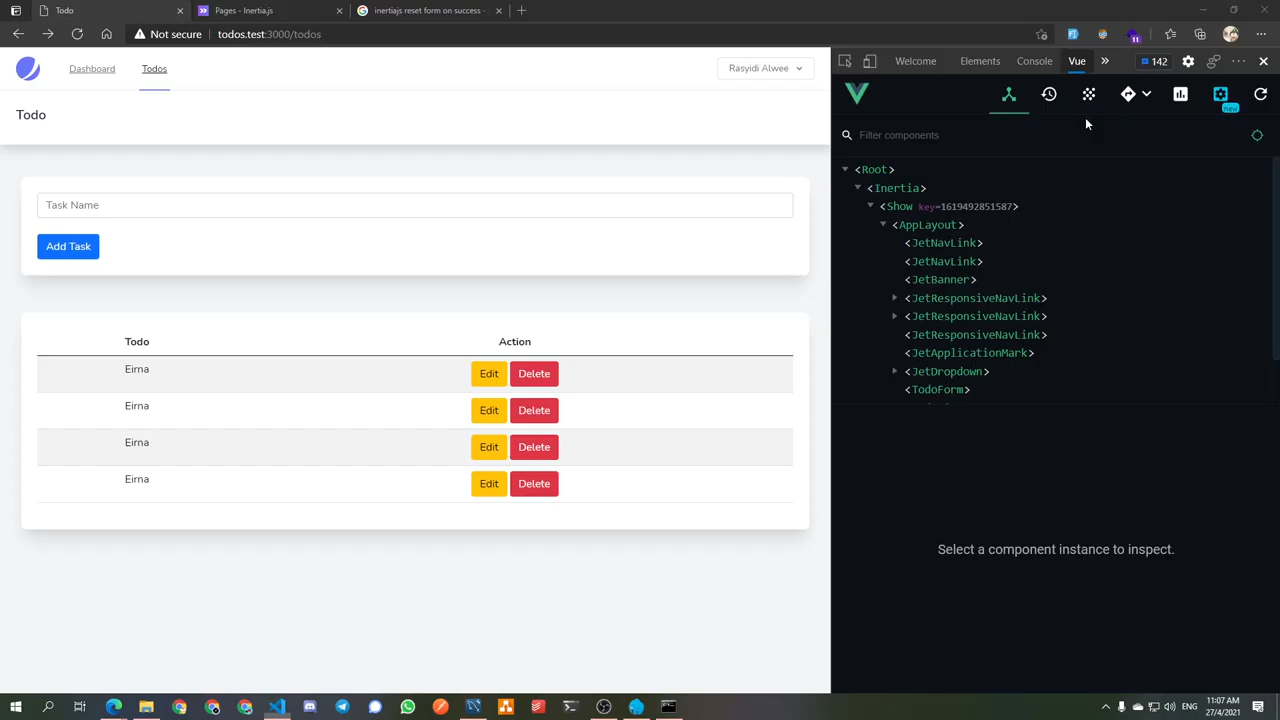 Todo
Pages - Inertia.js
inertiajs reset form on success -
Not secure
todos.test:3000/todos
11
Dashboard
Todos
Rasyidi Alwee
Todo
Task Name
Add Task
Todo
Action
Eirna
Edit
Delete
Eirna
Edit
Delete
Eirna
Edit
Delete
Eirna
Edit
Delete
Welcome
Elements
Console
Vue
142
new
Filter components
<Root>
<Inertia>
<Show key=1619492851587>
<AppLayout>
<JetNavLink>
<JetNavLink>
<JetBanner>
<JetResponsiveNavLink>
<JetResponsiveNavLink>
<JetResponsiveNavLink>
<JetApplicationMark>
<JetDropdown>
<TodoForm>
Select a component instance to inspect.
ENG
11:07 AM
27/4/2021